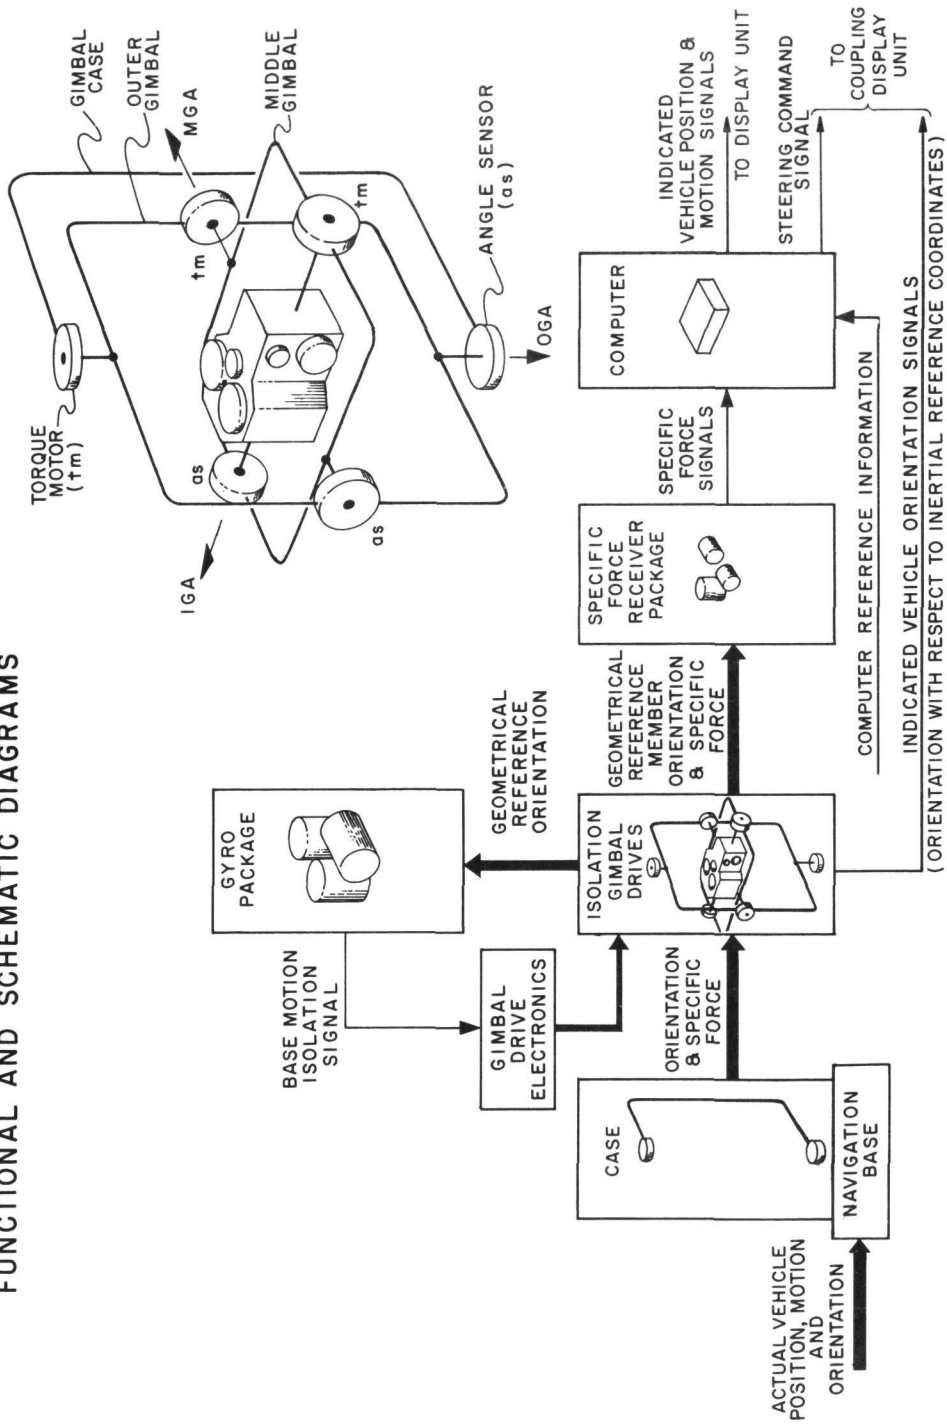 FUNCTIONAL AND SCHEMATIC DIAGRAMS
GIMBAL
CASE
OUTER
GIMBAL
MGA
MIDDLE
GIMBAL
ANGLE SENSOR
(as)
TORQUE
MOTOR
(tm)
tm
tm
as
as
IGA
OGA
GYRO
PACKAGE
BASE MOTION
ISOLATION
SIGNAL
GEOMETRICAL
REFERENCE
ORIENTATION
GIMBAL
DRIVE
ELECTRONICS
ACTUAL VEHICLE
POSITION, MOTION
AND
ORIENTATION
CASE
NAVIGATION
BASE
ORIENTATION
& SPECIFIC
FORCE
ISOLATION
GIMBAL
DRIVES
GEOMETRICAL
REFERENCE
MEMBER
ORIENTATION
& SPECIFIC
FORCE
SPECIFIC
FORCE
RECEIVER
PACKAGE
SPECIFIC
FORCE
SIGNALS
COMPUTER
INDICATED
VEHICLE POSITION &
MOTION SIGNALS
TO DISPLAY UNIT
STEERING COMMAND
SIGNAL
TO
COUPLING
DISPLAY
UNIT
COMPUTER REFERENCE INFORMATION
INDICATED VEHICLE ORIENTATION SIGNALS
(ORIENTATION WITH RESPECT TO INERTIAL REFERENCE COORDINATES)